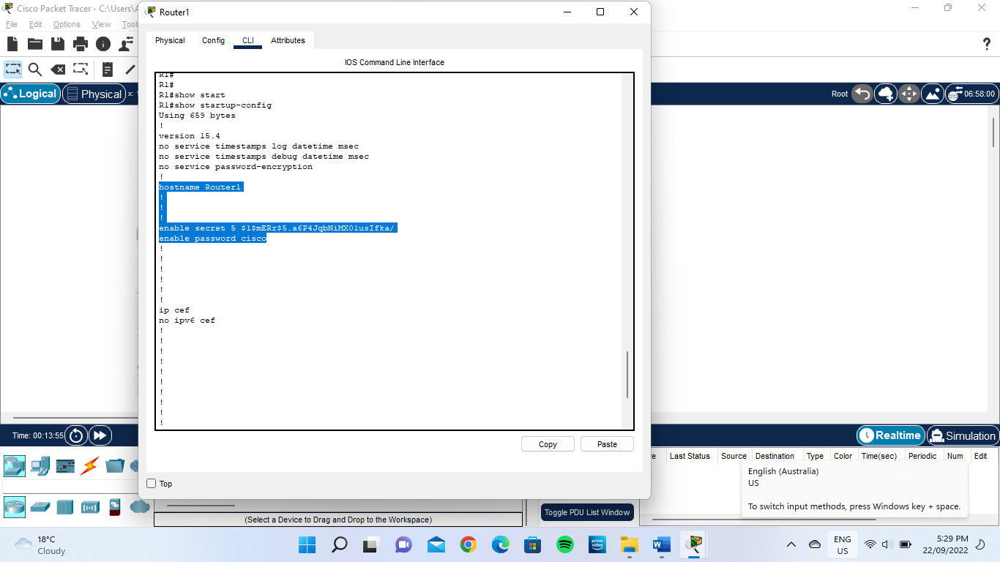 Cisco Packet Tracer - C:\Users\
Router1
File Edit Options View Tools
Physical Config CLI Attributes
IOS Command Line Interface
Logical
Physical
x:
Root
06:58:00
R1#
R1#
R1#show start
R1#show startup-config
Using 659 bytes
!
version 15.4
no service timestamps log datetime msec
no service timestamps debug datetime msec
no service password-encryption
!
hostname Router1
!
!
!
enable secret 5 $1$mERr$5.a6P4JqbNiMX01usIfka/
enable password cisco
!
!
!
!
!
!
ip cef
no ipv6 cef
!
!
!
!
!
!
!
!
!
!
Copy Paste
Top
Time: 00:13:55
Realtime Simulation
Last Status Source Destination Type Color Time(sec) Periodic Num Edit
English (Australia)
US
To switch input methods, press Windows key + space.
Toggle PDU List Window
(Select a Device to Drag and Drop to the Workspace)
18°C
Cloudy
prime video
ENG
US
5:29 PM
22/09/2022